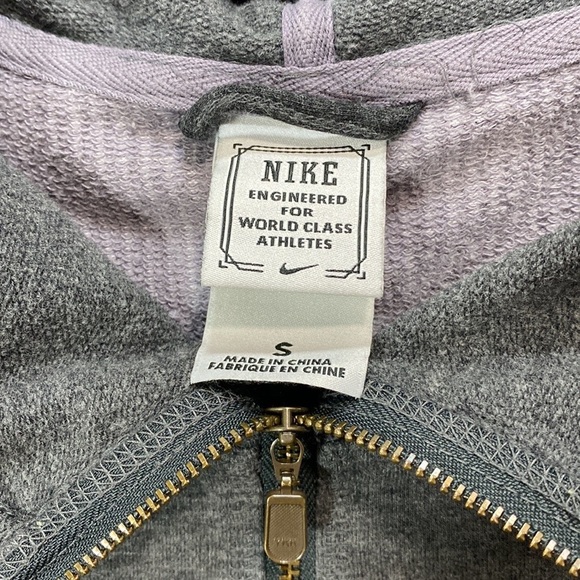 NIKE
ENGINEERED
FOR
WORLD CLASS
ATHLETES
S
MADE IN CHINA
FABRIQUE EN CHINE